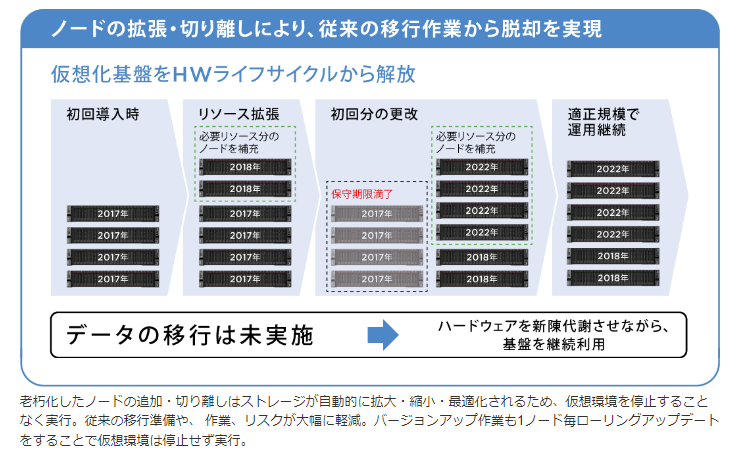 ノードの拡張・切り離しにより、従来の移行作業から脱却を実現
仮想化基盤をHWライフサイクルから解放
初回導入時
2017年
2017年
2017年
2017年
リソース拡張
必要リソース分の
ノードを補充
2018年
2018年
2017年
2017年
2017年
2017年
初回分の更改
保守期限満了
2017年
2017年
2017年
2017年
必要リソース分の
ノードを補充
2022年
2022年
2022年
2022年
2018年
2018年
適正規模で
運用継続
2022年
2022年
2022年
2022年
2018年
2018年
データの移行は未実施
ハードウェアを新陳代謝させながら、
基盤を継続利用
老朽化したノードの追加・切り離しはストレージが自動的に拡大・縮小・最適化されるため、仮想環境を停止すること
なく実行。従来の移行準備や、 作業、リスクが大幅に軽減。バージョンアップ作業も1ノード毎ローリングアップデート
をすることで仮想環境は停止せず実行。